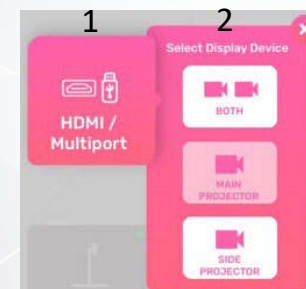 1
2
HDMI /
Multiport
Select Display Device
BOTH
MAIN
PROJECTOR
SIDE
PROJECTOR